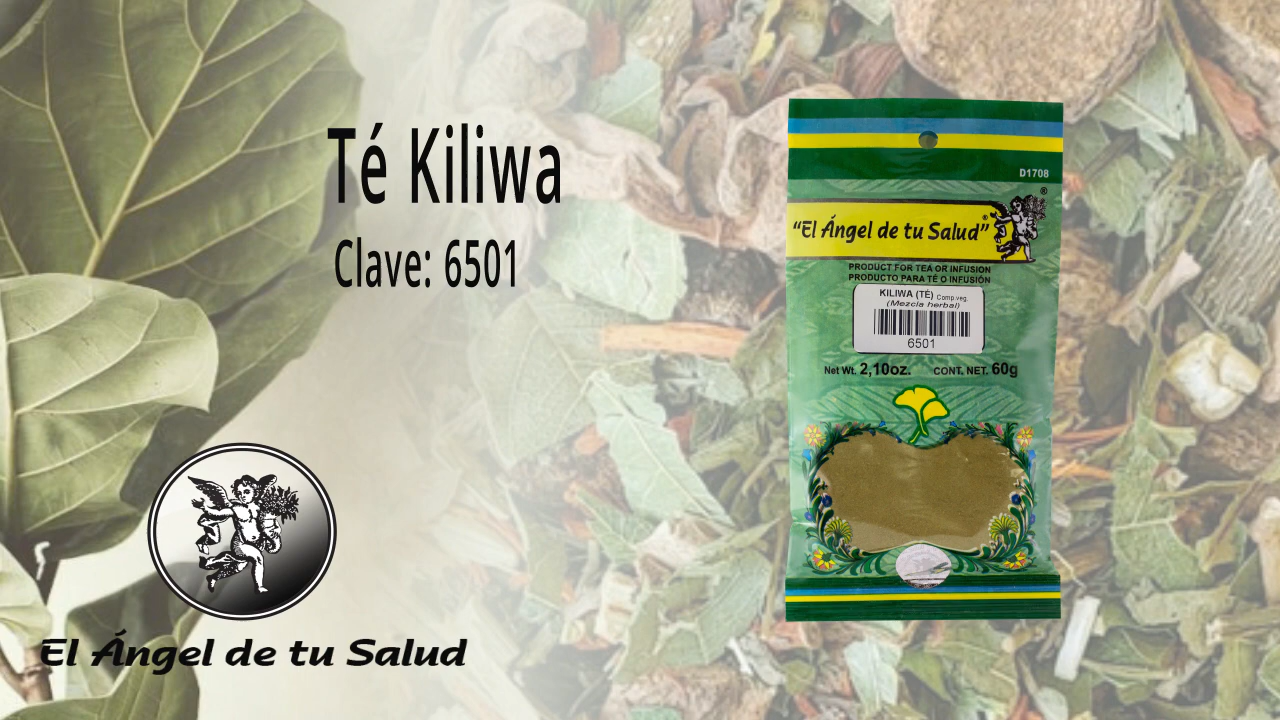 Té Kiliwa
Clave: 6501
D1708
®
"El Ángel de tu Salud"®
PRODUCT FOR TEA OR INFUSION
PRODUCTO PARA TÉ O INFUSIÓN
KILIWA (TÉ) Comp.veg.
(Mezcla herbal)
6501
Net Wt. 2,10oz. CONT. NET. 60g
El Ángel de tu Salud